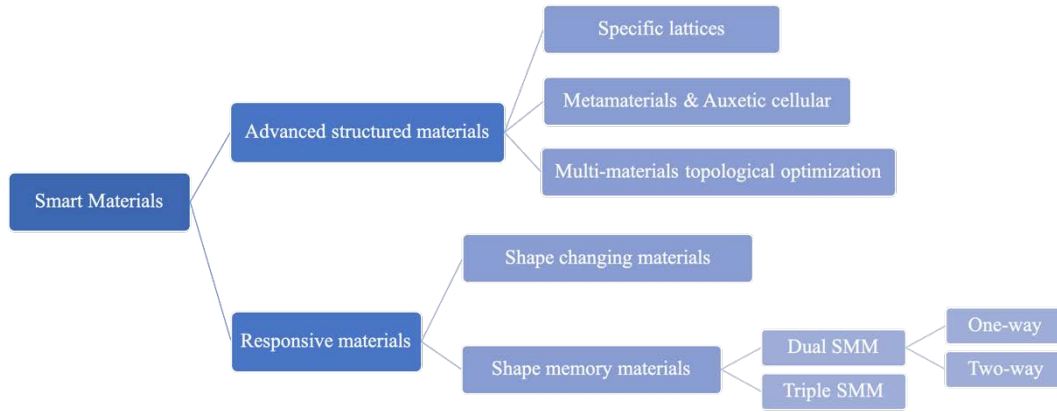 Specific lattices
Metamaterials & Auxetic cellular
Advanced structured materials
Multi-materials topological optimization
Smart Materials
Shape changing materials
Responsive materials
Shape memory materials
Dual SMM
One-way
Two-way
Triple SMM